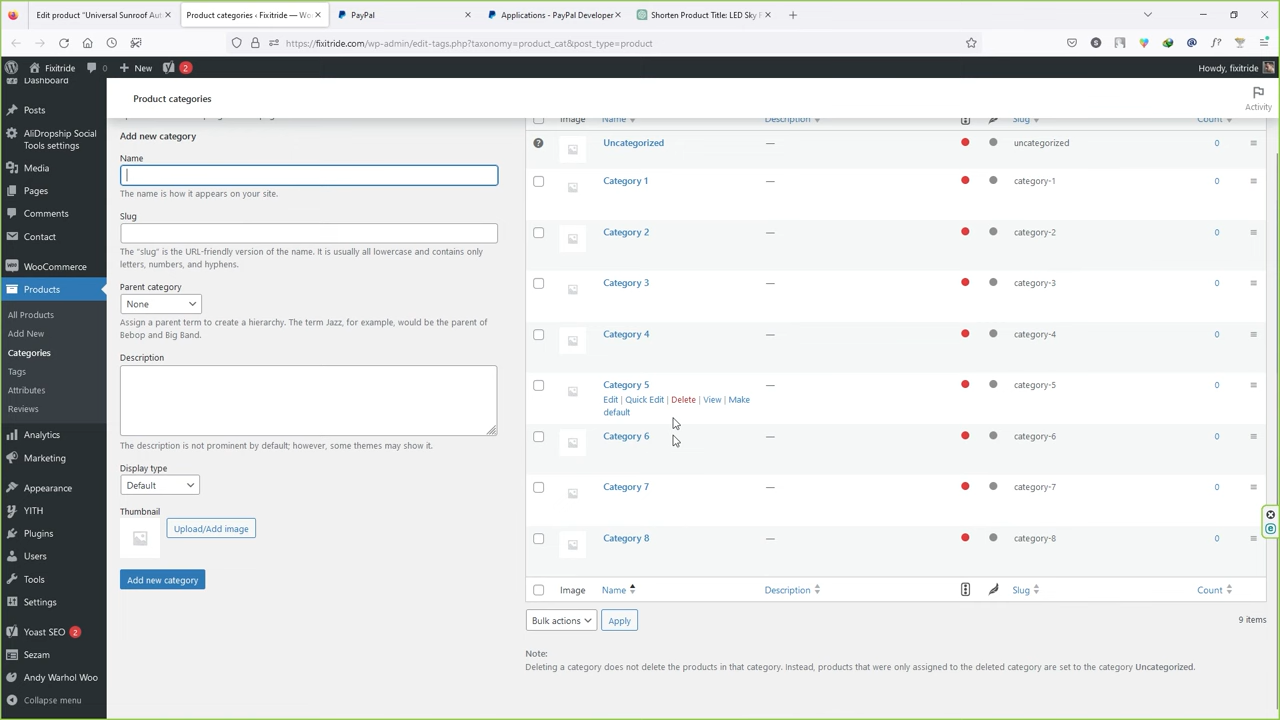 Edit product "Universal Sunroof Aut
Product categories ‹ Fixitride — Wo
PayPal
Applications - PayPal Developer
Shorten Product Title: LED Sky
https://fixitride.com/wp-admin/edit-tags.php?taxonomy=product_cat&post_type=product
Fixitride
0
New
2
Howdy, fixitride
Dashboard
Posts
AliDropship Social
Tools settings
Media
Pages
Comments
Contact
WooCommerce
Products
All Products
Add New
Categories
Tags
Attributes
Reviews
Analytics
Marketing
Appearance
YITH
Plugins
Users
Tools
Settings
Yoast SEO 2
Sezam
Andy Warhol Woo
Collapse menu
Product categories
Activity
Add new category
Name
The name is how it appears on your site.
Slug
The "slug" is the URL-friendly version of the name. It is usually all lowercase and contains only
letters, numbers, and hyphens.
Parent category
None
Assign a parent term to create a hierarchy. The term Jazz, for example, would be the parent of
Bebop and Big Band.
Description
The description is not prominent by default; however, some themes may show it.
Display type
Default
Thumbnail
Upload/Add image
Add new category
Image Name Description Slug Count
Uncategorized — uncategorized 0
Category 1 — category-1 0
Category 2 — category-2 0
Category 3 — category-3 0
Category 4 — category-4 0
Category 5 — category-5 0
Edit | Quick Edit | Delete | View | Make
default
Category 6 — category-6 0
Category 7 — category-7 0
Category 8 — category-8 0
Image Name Description Slug Count
Bulk actions Apply 9 items
Note:
Deleting a category does not delete the products in that category. Instead, products that were only assigned to the deleted category are set to the category Uncategorized.